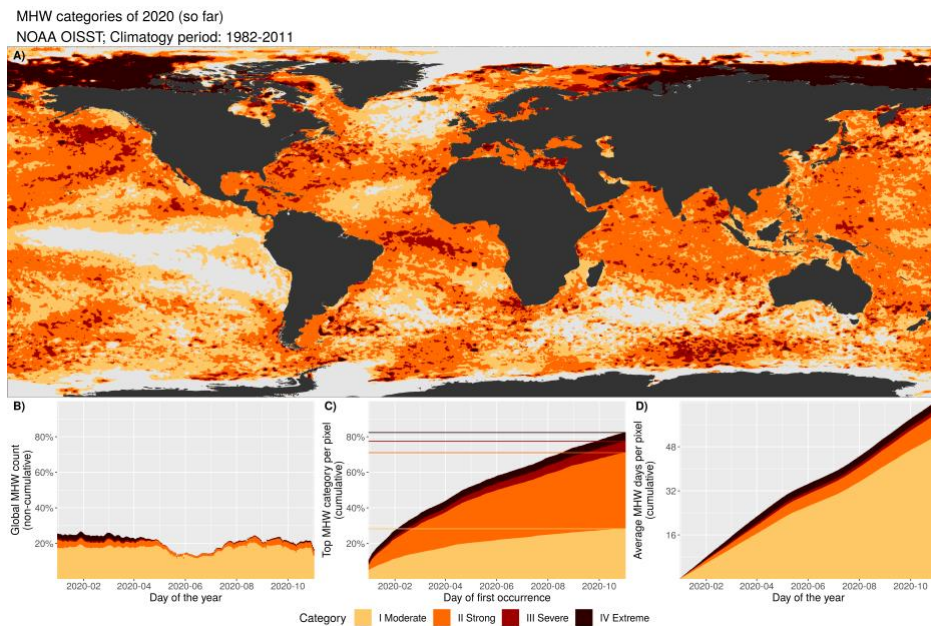 MHW categories of 2020 (so far)
NOAA OISST; Climatogy period: 1982-2011
A)
B)
Global MHW count
(non-cumulative)
80%
60%
40%
20%
2020-02 2020-04 2020-06 2020-08 2020-10
Day of the year
C)
Top MHW category per pixel
(cumulative)
80%
60%
40%
20%
2020-02 2020-04 2020-06 2020-08 2020-10
Day of first occurrence
D)
Average MHW days per pixel
(cumulative)
48
32
16
2020-02 2020-04 2020-06 2020-08 2020-10
Day of the year
Category I Moderate II Strong III Severe IV Extreme